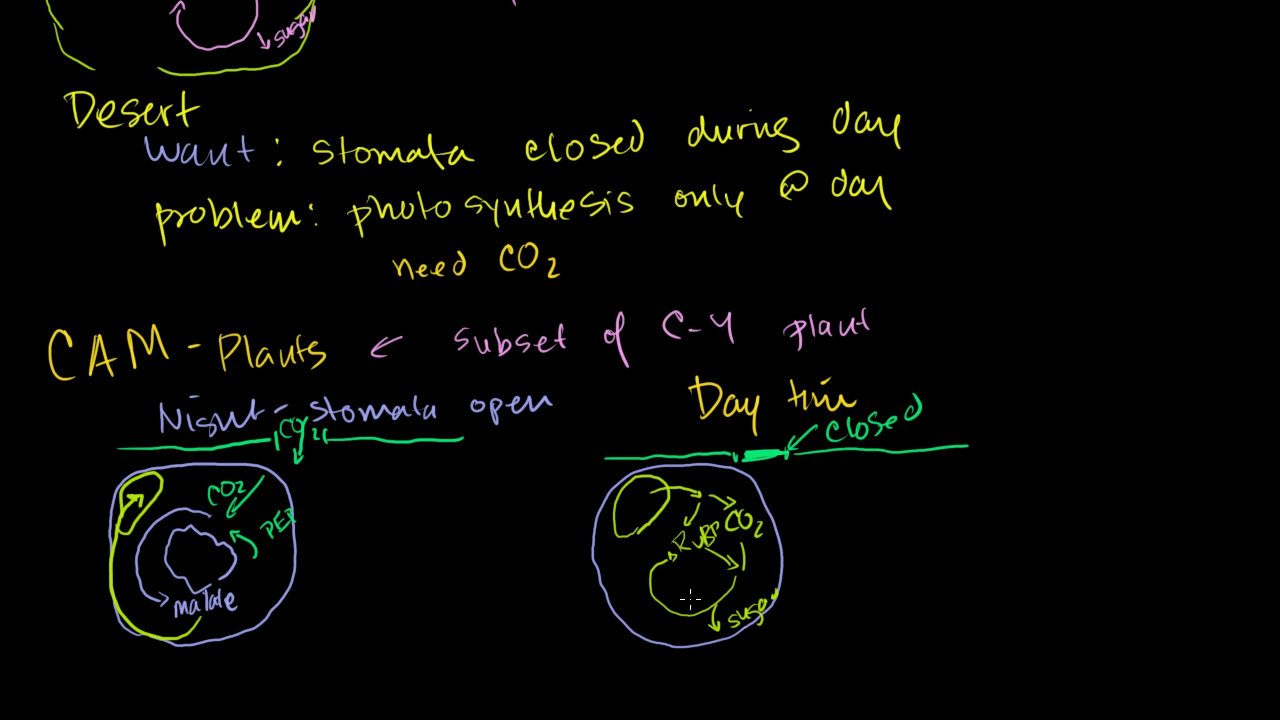 sugar
Desert
want: stomata closed during day
problem: photosynthesis only @ day
need CO2
CAM-Plants ← subset of C-4 plant
Night - stomata open
Day time
CO2
closed
CO2
PEP
malate
CO2
RuBP
sugar